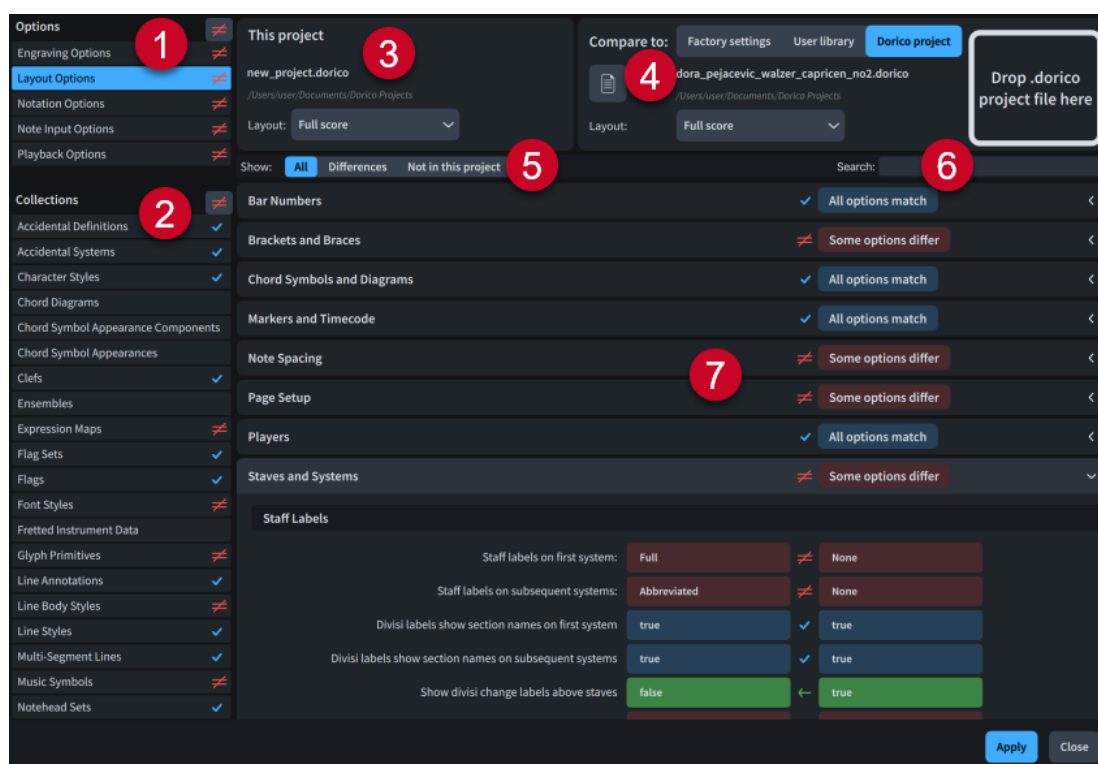 Options
1
Engraving Options
Layout Options
Notation Options
Note Input Options
Playback Options
Collections
2
Accidental Definitions
Accidental Systems
Character Styles
Chord Diagrams
Chord Symbol Appearance Components
Chord Symbol Appearances
Clefs
Ensembles
Expression Maps
Flag Sets
Flags
Font Styles
Fretted Instrument Data
Glyph Primitives
Line Annotations
Line Body Styles
Line Styles
Multi-Segment Lines
Music Symbols
Notehead Sets
This project
3
new_project.dorico
/Users/user/Documents/Dorico Projects
Layout: Full score
Compare to: Factory settings User library Dorico project
4
dora_pejacevic_walzer_capricen_no2.dorico
/Users/user/Documents/Dorico Projects
Layout: Full score
Drop .dorico
project file here
Show: All Differences Not in this project 5
Search: 6
Bar Numbers All options match
Brackets and Braces Some options differ
Chord Symbols and Diagrams All options match
Markers and Timecode All options match
Note Spacing Some options differ
7
Page Setup Some options differ
Players All options match
Staves and Systems Some options differ
Staff Labels
Staff labels on first system: Full ≠ None
Staff labels on subsequent systems: Abbreviated ≠ None
Divisi labels show section names on first system true ✓ true
Divisi labels show section names on subsequent systems true ✓ true
Show divisi change labels above staves false ← true
Apply Close